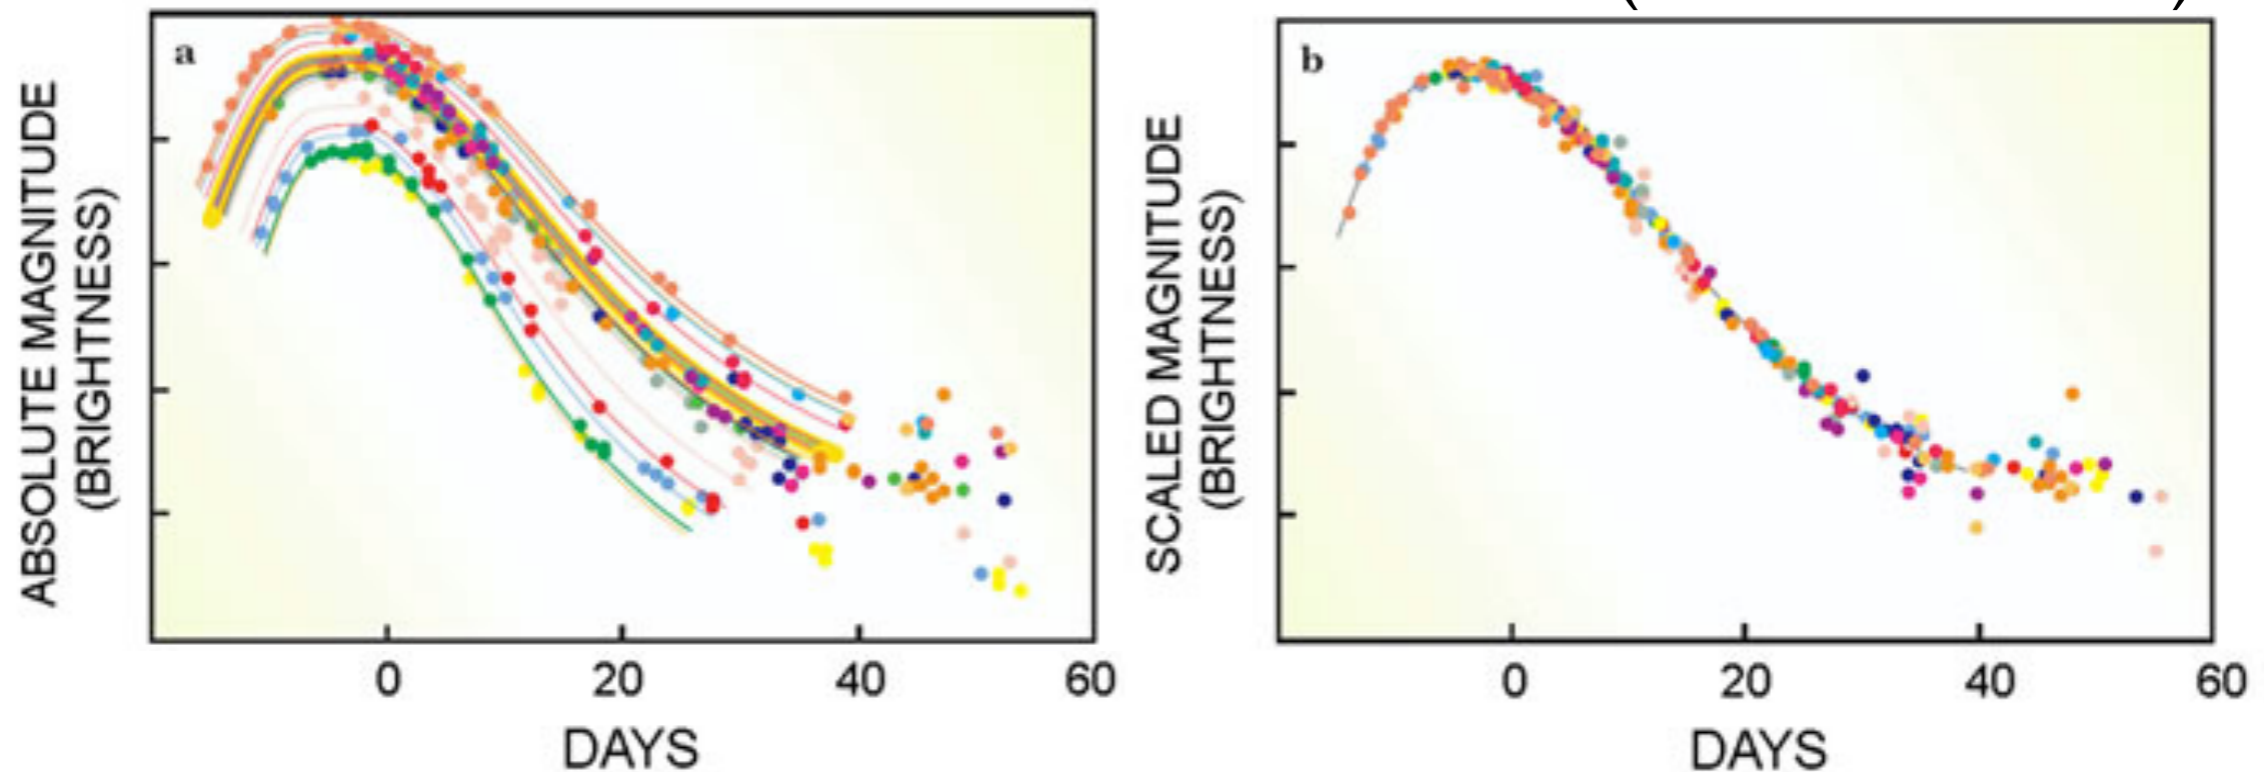 a
ABSOLUTE MAGNITUDE
(BRIGHTNESS)
0 20 40 60
DAYS
b
SCALED MAGNITUDE
(BRIGHTNESS)
0 20 40 60
DAYS